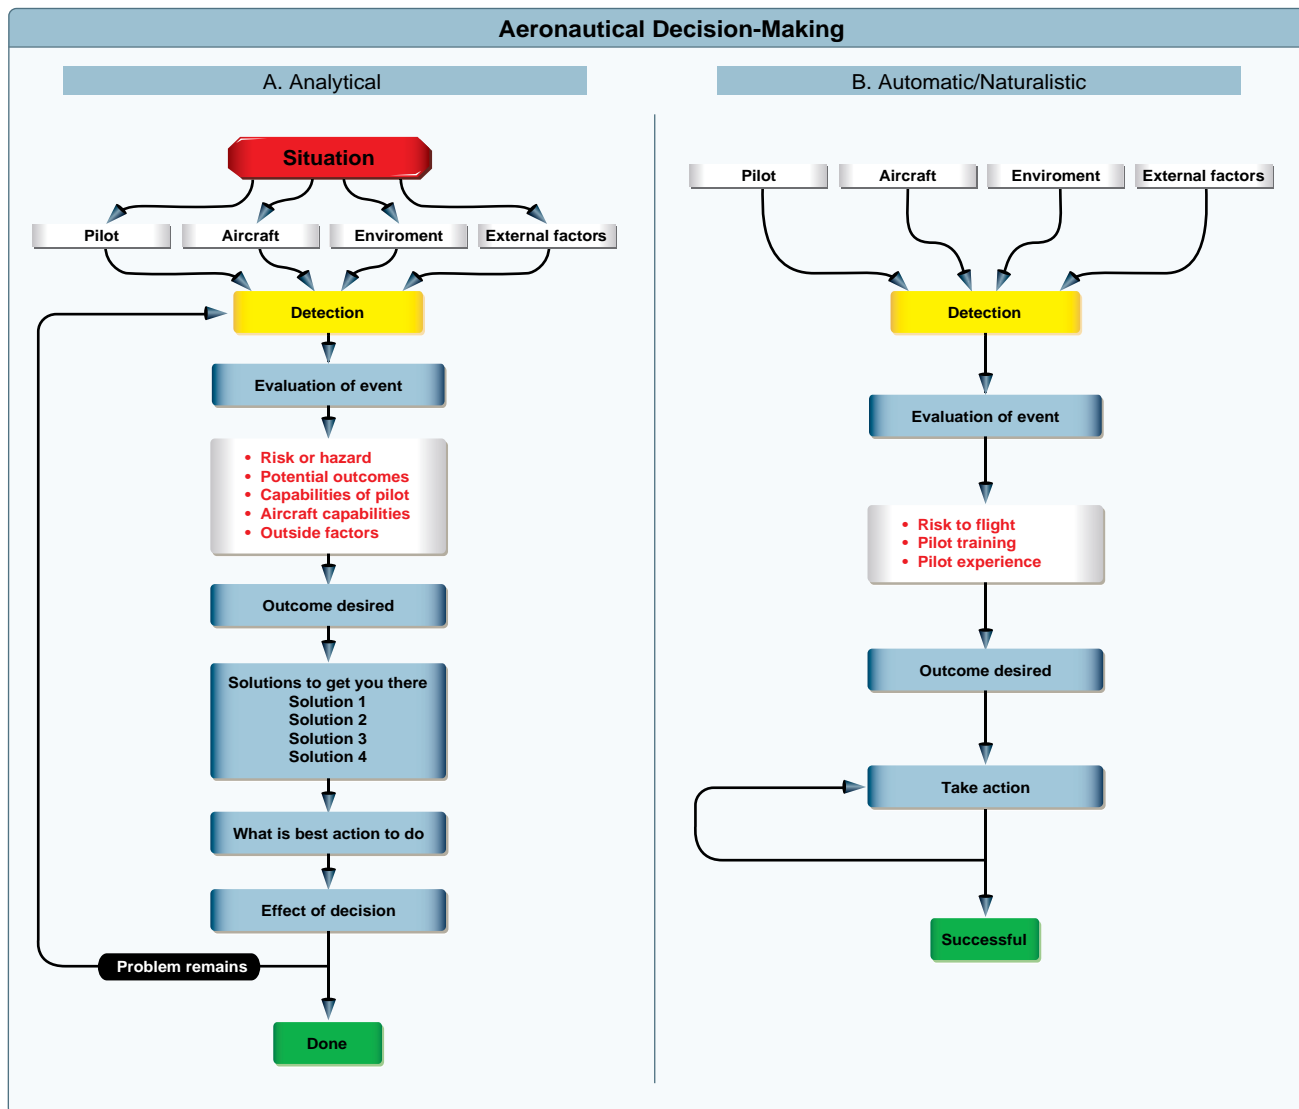 Aeronautical Decision-Making
A. Analytical
Situation
Pilot
Aircraft
Enviroment
External factors
Detection
Evaluation of event
• Risk or hazard
• Potential outcomes
• Capabilities of pilot
• Aircraft capabilities
• Outside factors
Outcome desired
Solutions to get you there
Solution 1
Solution 2
Solution 3
Solution 4
What is best action to do
Effect of decision
Problem remains
Done
B. Automatic/Naturalistic
Pilot
Aircraft
Enviroment
External factors
Detection
Evaluation of event
• Risk to flight
• Pilot training
• Pilot experience
Outcome desired
Take action
Successful